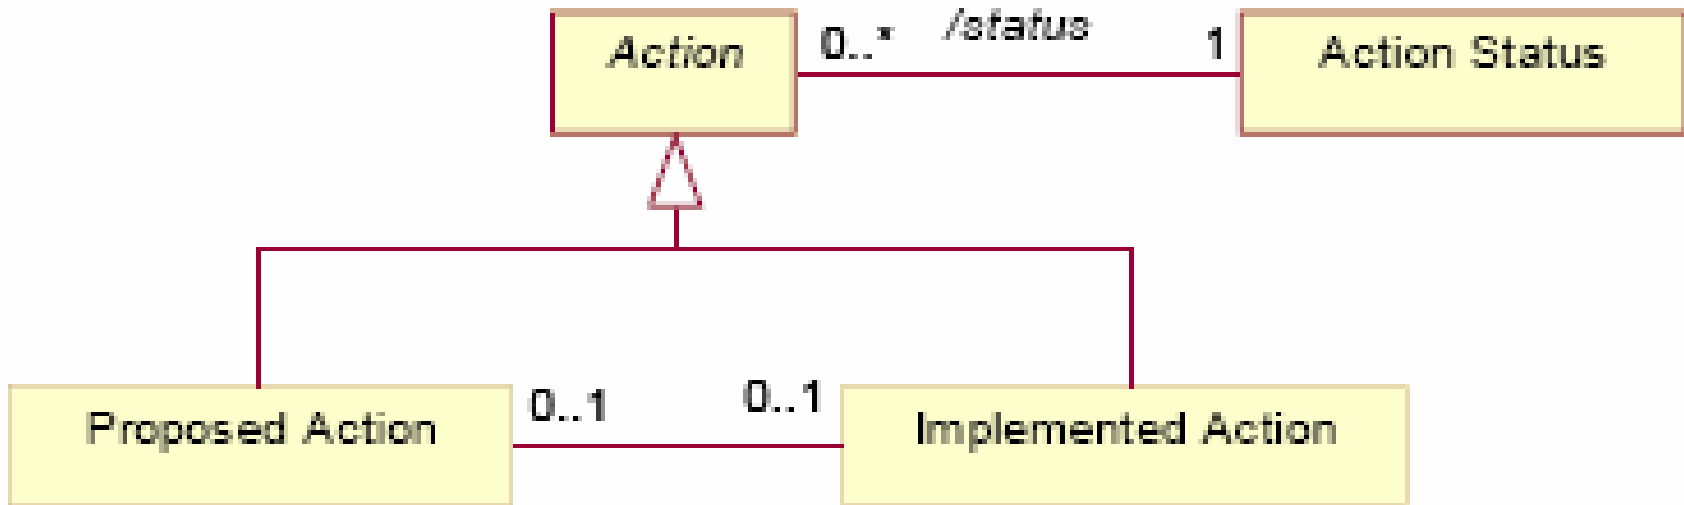 Action
0..*
/status
1
Action Status
Proposed Action
0..1
0..1
Implemented Action